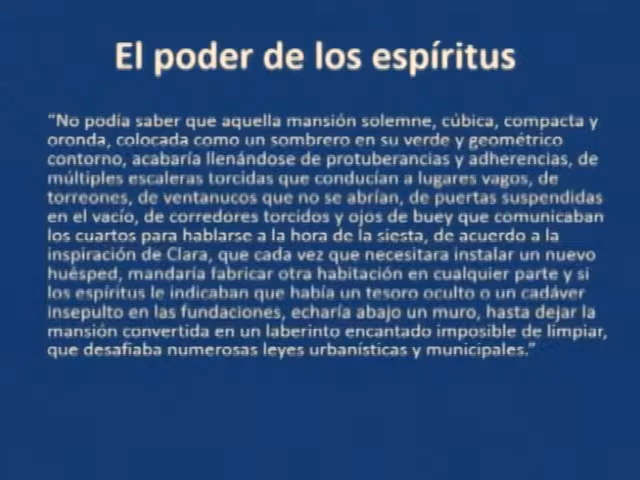 El poder de los espíritus
"No podía saber que aquella mansión solemne, cúbica, compacta y
oronda, colocada como un sombrero en su verde y geométrico
contorno, acabaría llenándose de protuberancias y adherencias, de
múltiples escaleras torcidas que conducían a lugares vagos, de
torreones, de ventanucos que no se abrían, de puertas suspendidas
en el vacío, de corredores torcidos y ojos de buey que comunicaban
los cuartos para hablarse a la hora de la siesta, de acuerdo a la
inspiración de Clara, que cada vez que necesitara instalar un nuevo
huésped, mandaría fabricar otra habitación en cualquier parte y si
los espíritus le indicaban que había un tesoro oculto o un cadáver
insepulto en las fundaciones, echaría abajo un muro, hasta dejar la
mansión convertida en un laberinto encantado imposible de limpiar,
que desafiaba numerosas leyes urbanísticas y municipales."